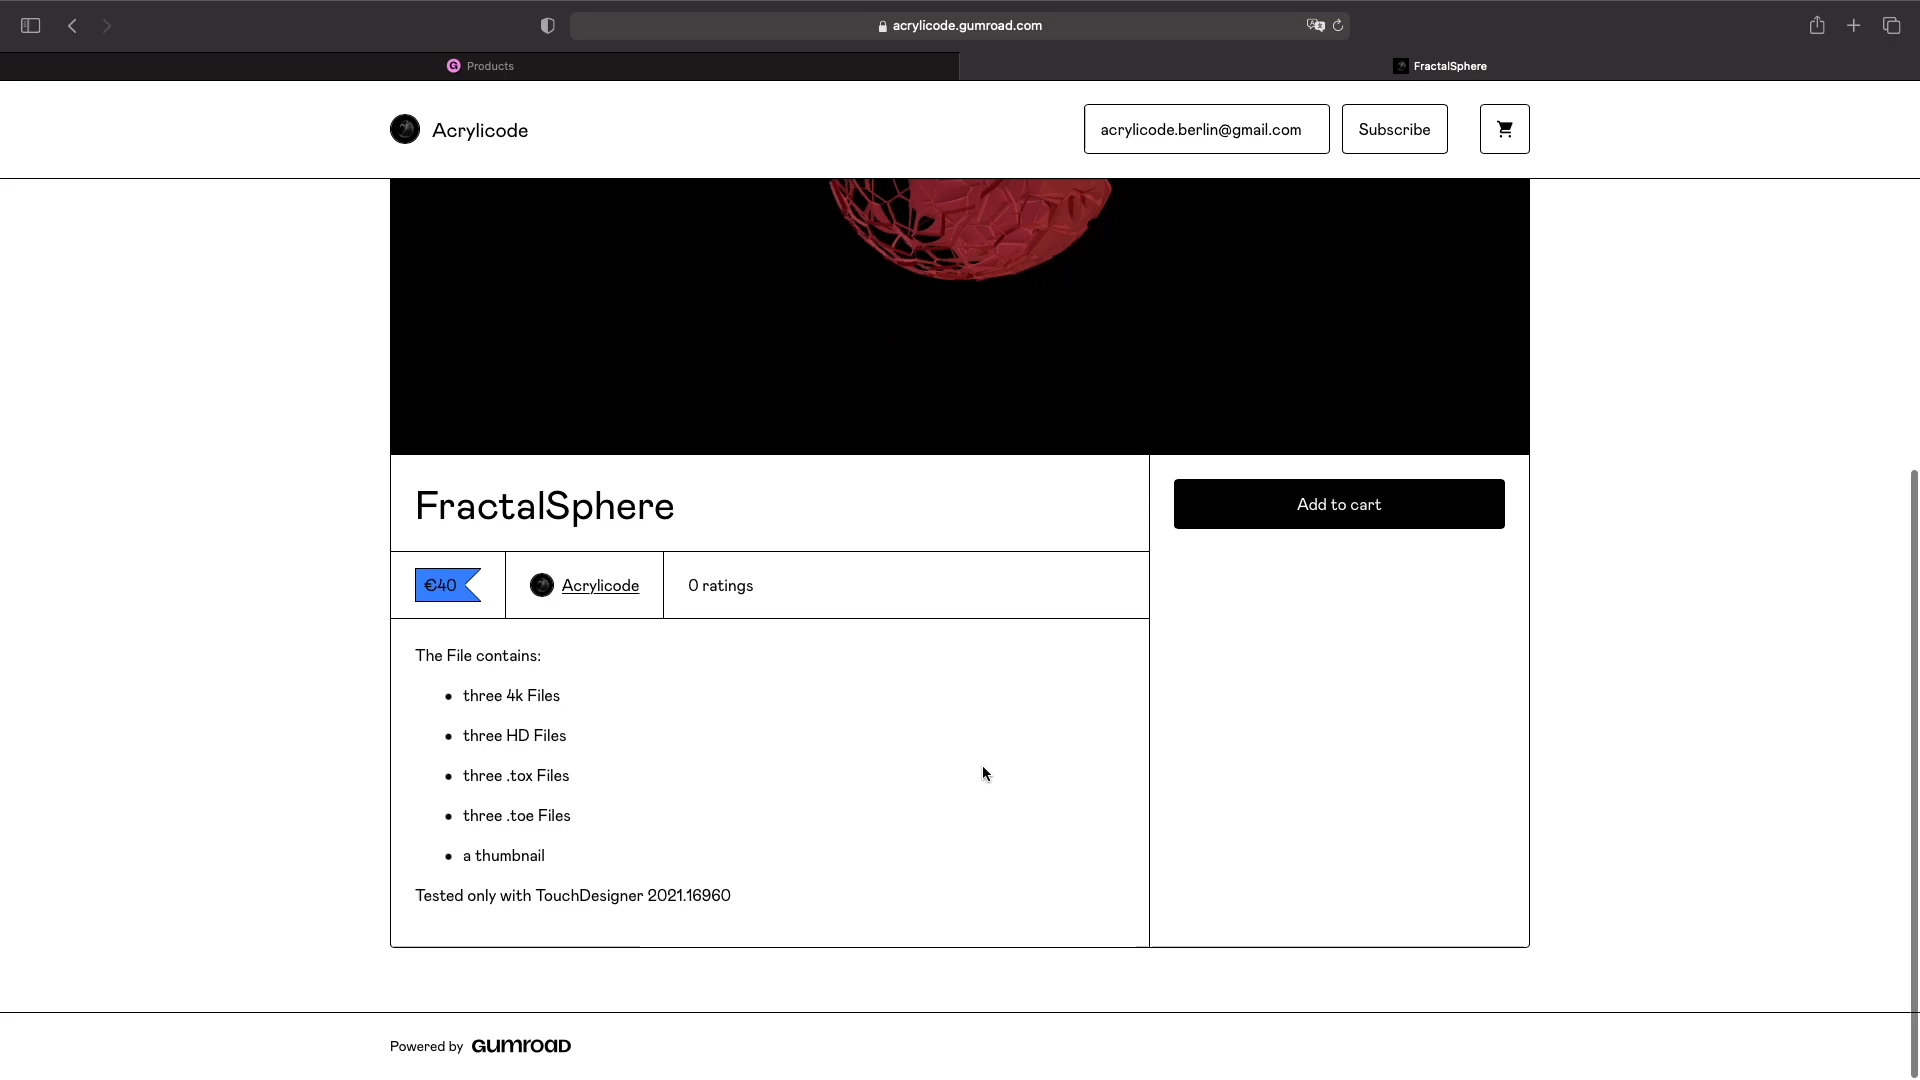 acrylicode.gumroad.com
Products
FractalSphere
Acrylicode
acrylicode.berlin@gmail.com
Subscribe
FractalSphere
Add to cart
€40
Acrylicode
0 ratings
The File contains:
• three 4k Files
• three HD Files
• three .tox Files
• three .toe Files
• a thumbnail
Tested only with TouchDesigner 2021.16960
Powered by GUMROAD